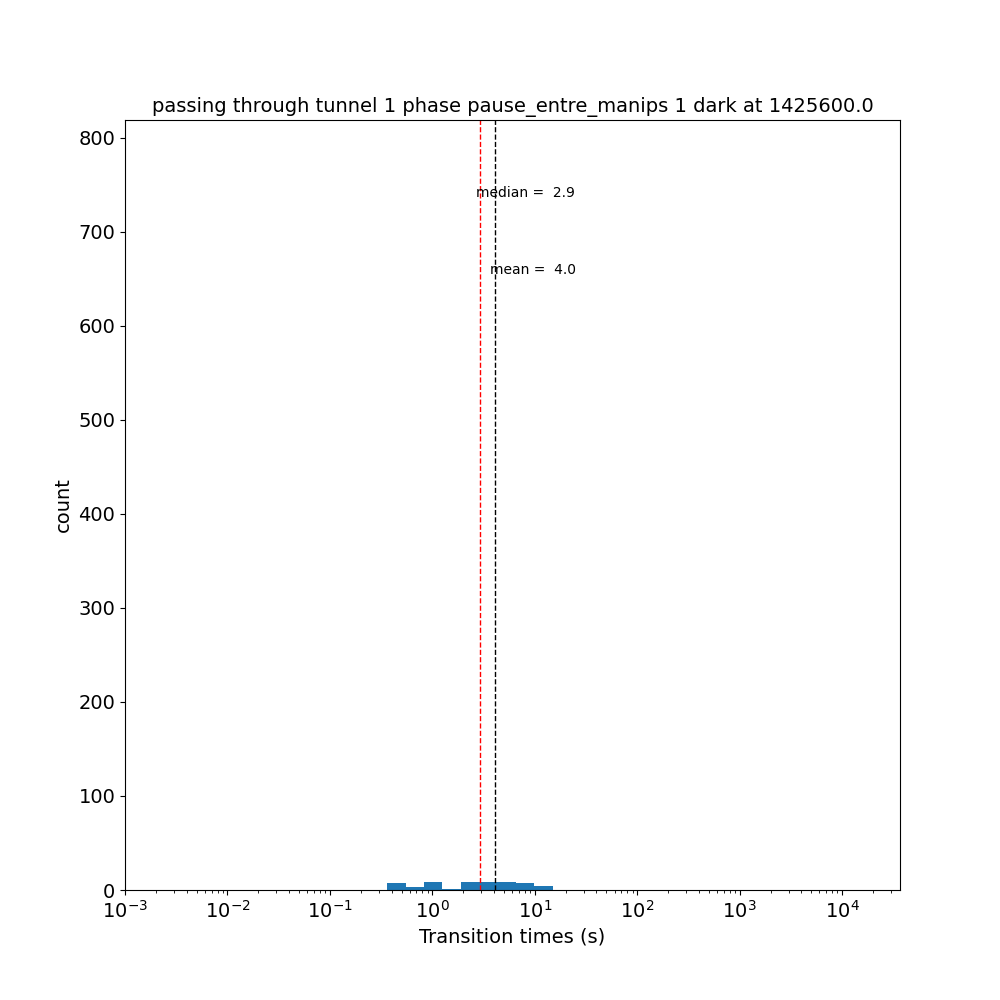 passing through tunnel 1 phase pause_entre_manips 1 dark at 1425600.0
800
700
600
500
400
300
200
100
0
count
median =  2.9
mean =  4.0
10⁻³ 10⁻² 10⁻¹ 10⁰ 10¹ 10² 10³ 10⁴
Transition times (s)